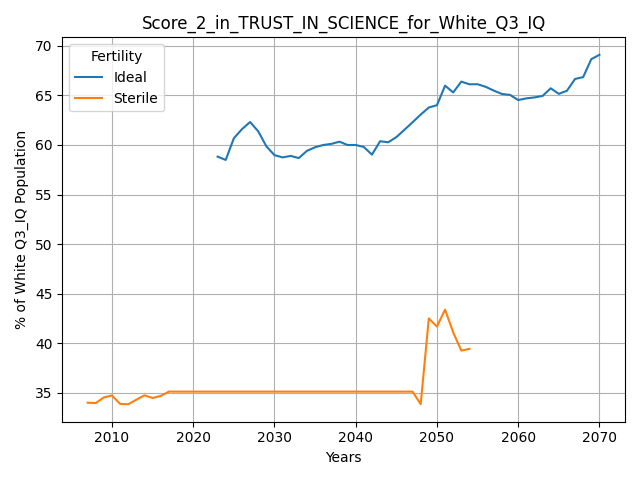 Score_2_in_TRUST_IN_SCIENCE_for_White_Q3_IQ
Fertility
Ideal
Sterile
% of White Q3_IQ Population
70
65
60
55
50
45
40
35
2010 2020 2030 2040 2050 2060 2070
Years